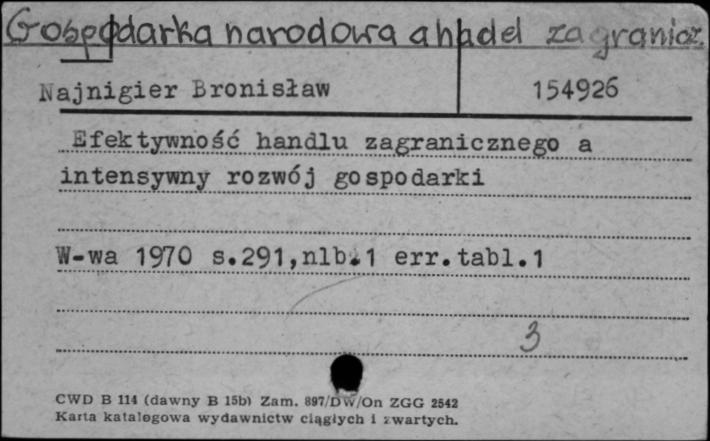 Gospodarka narodowa a handel zagranicz.
Najnigier Bronisław 154926
Efektywność handlu zagranicznego a
intensywny rozwój gospodarki
W-wa 1970 s.291,nlb.1 err.tabl.1
3
CWD B 114 (dawny B 15b) Zam. 897/DW/On ZGG 2542
Karta katalogowa wydawnictw ciągłych i zwartych.